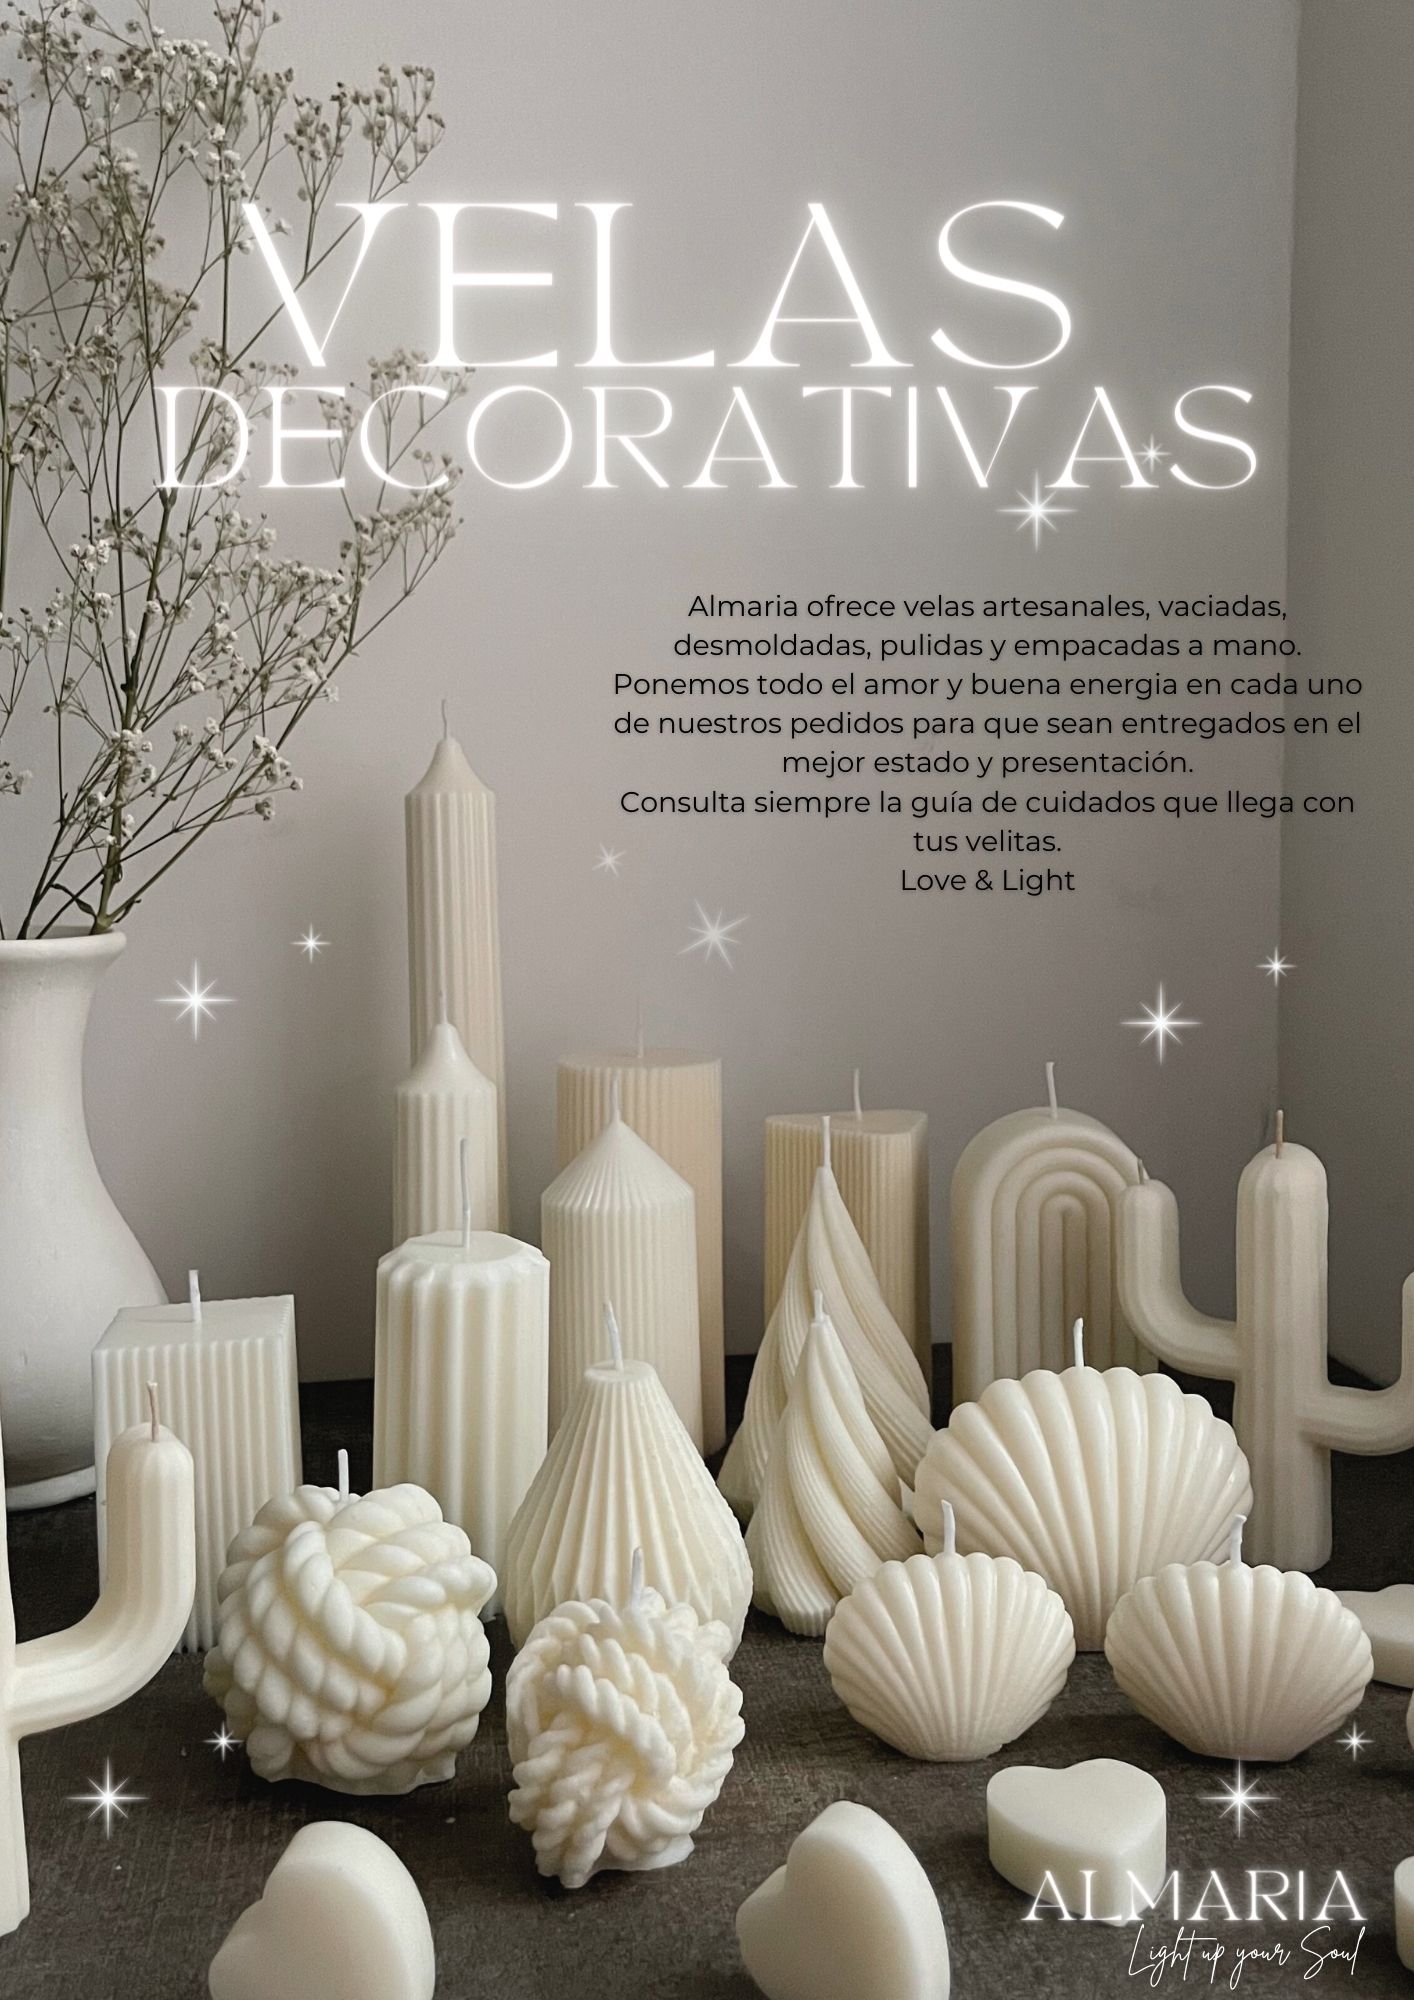 VELAS
DECORATIVAS
Almaria ofrece velas artesanales, vaciadas,
desmoldadas, pulidas y empacadas a mano.
Ponemos todo el amor y buena energia en cada uno
de nuestros pedidos para que sean entregados en el
mejor estado y presentación.
Consulta siempre la guía de cuidados que llega con
tus velitas.
Love & Light
ALMARIA
Light up your Soul